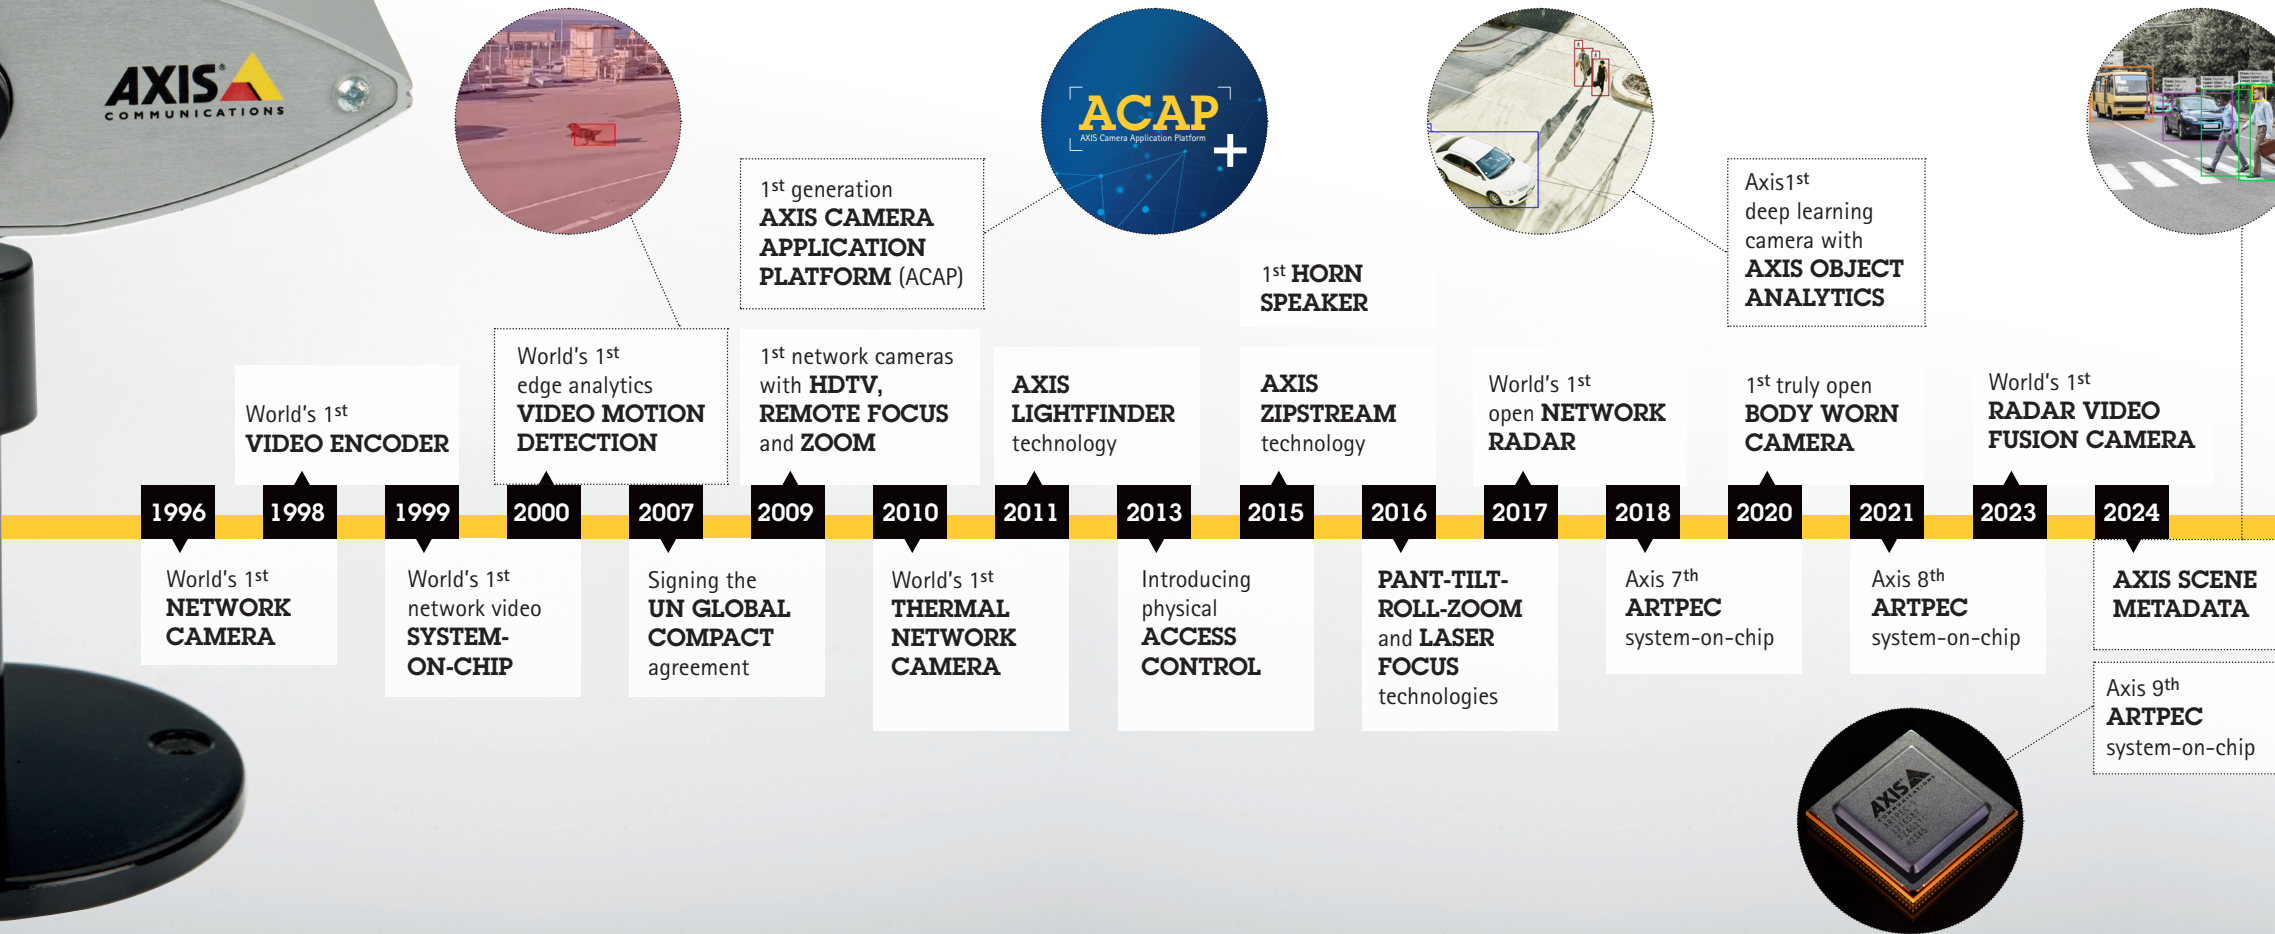 AXIS
COMMUNICATIONS
ACAP
AXIS Camera Application Platform
1st generation
AXIS CAMERA
APPLICATION
PLATFORM (ACAP)
1st HORN
SPEAKER
Axis1st
deep learning
camera with
AXIS OBJECT
ANALYTICS
World's 1st
VIDEO ENCODER
World's 1st
edge analytics
VIDEO MOTION
DETECTION
1st network cameras
with HDTV,
REMOTE FOCUS
and ZOOM
AXIS
LIGHTFINDER
technology
AXIS
ZIPSTREAM
technology
World's 1st
open NETWORK
RADAR
1st truly open
BODY WORN
CAMERA
World's 1st
RADAR VIDEO
FUSION CAMERA
1996
1998
1999
2000
2007
2009
2010
2011
2013
2015
2016
2017
2018
2020
2021
2023
2024
World's 1st
NETWORK
CAMERA
World's 1st
network video
SYSTEM-
ON-CHIP
Signing the
UN GLOBAL
COMPACT
agreement
World's 1st
THERMAL
NETWORK
CAMERA
Introducing
physical
ACCESS
CONTROL
PANT-TILT-
ROLL-ZOOM
and LASER
FOCUS
technologies
Axis 7th
ARTPEC
system-on-chip
Axis 8th
ARTPEC
system-on-chip
AXIS SCENE
METADATA
Axis 9th
ARTPEC
system-on-chip
AXIS
COMMUNICATIONS